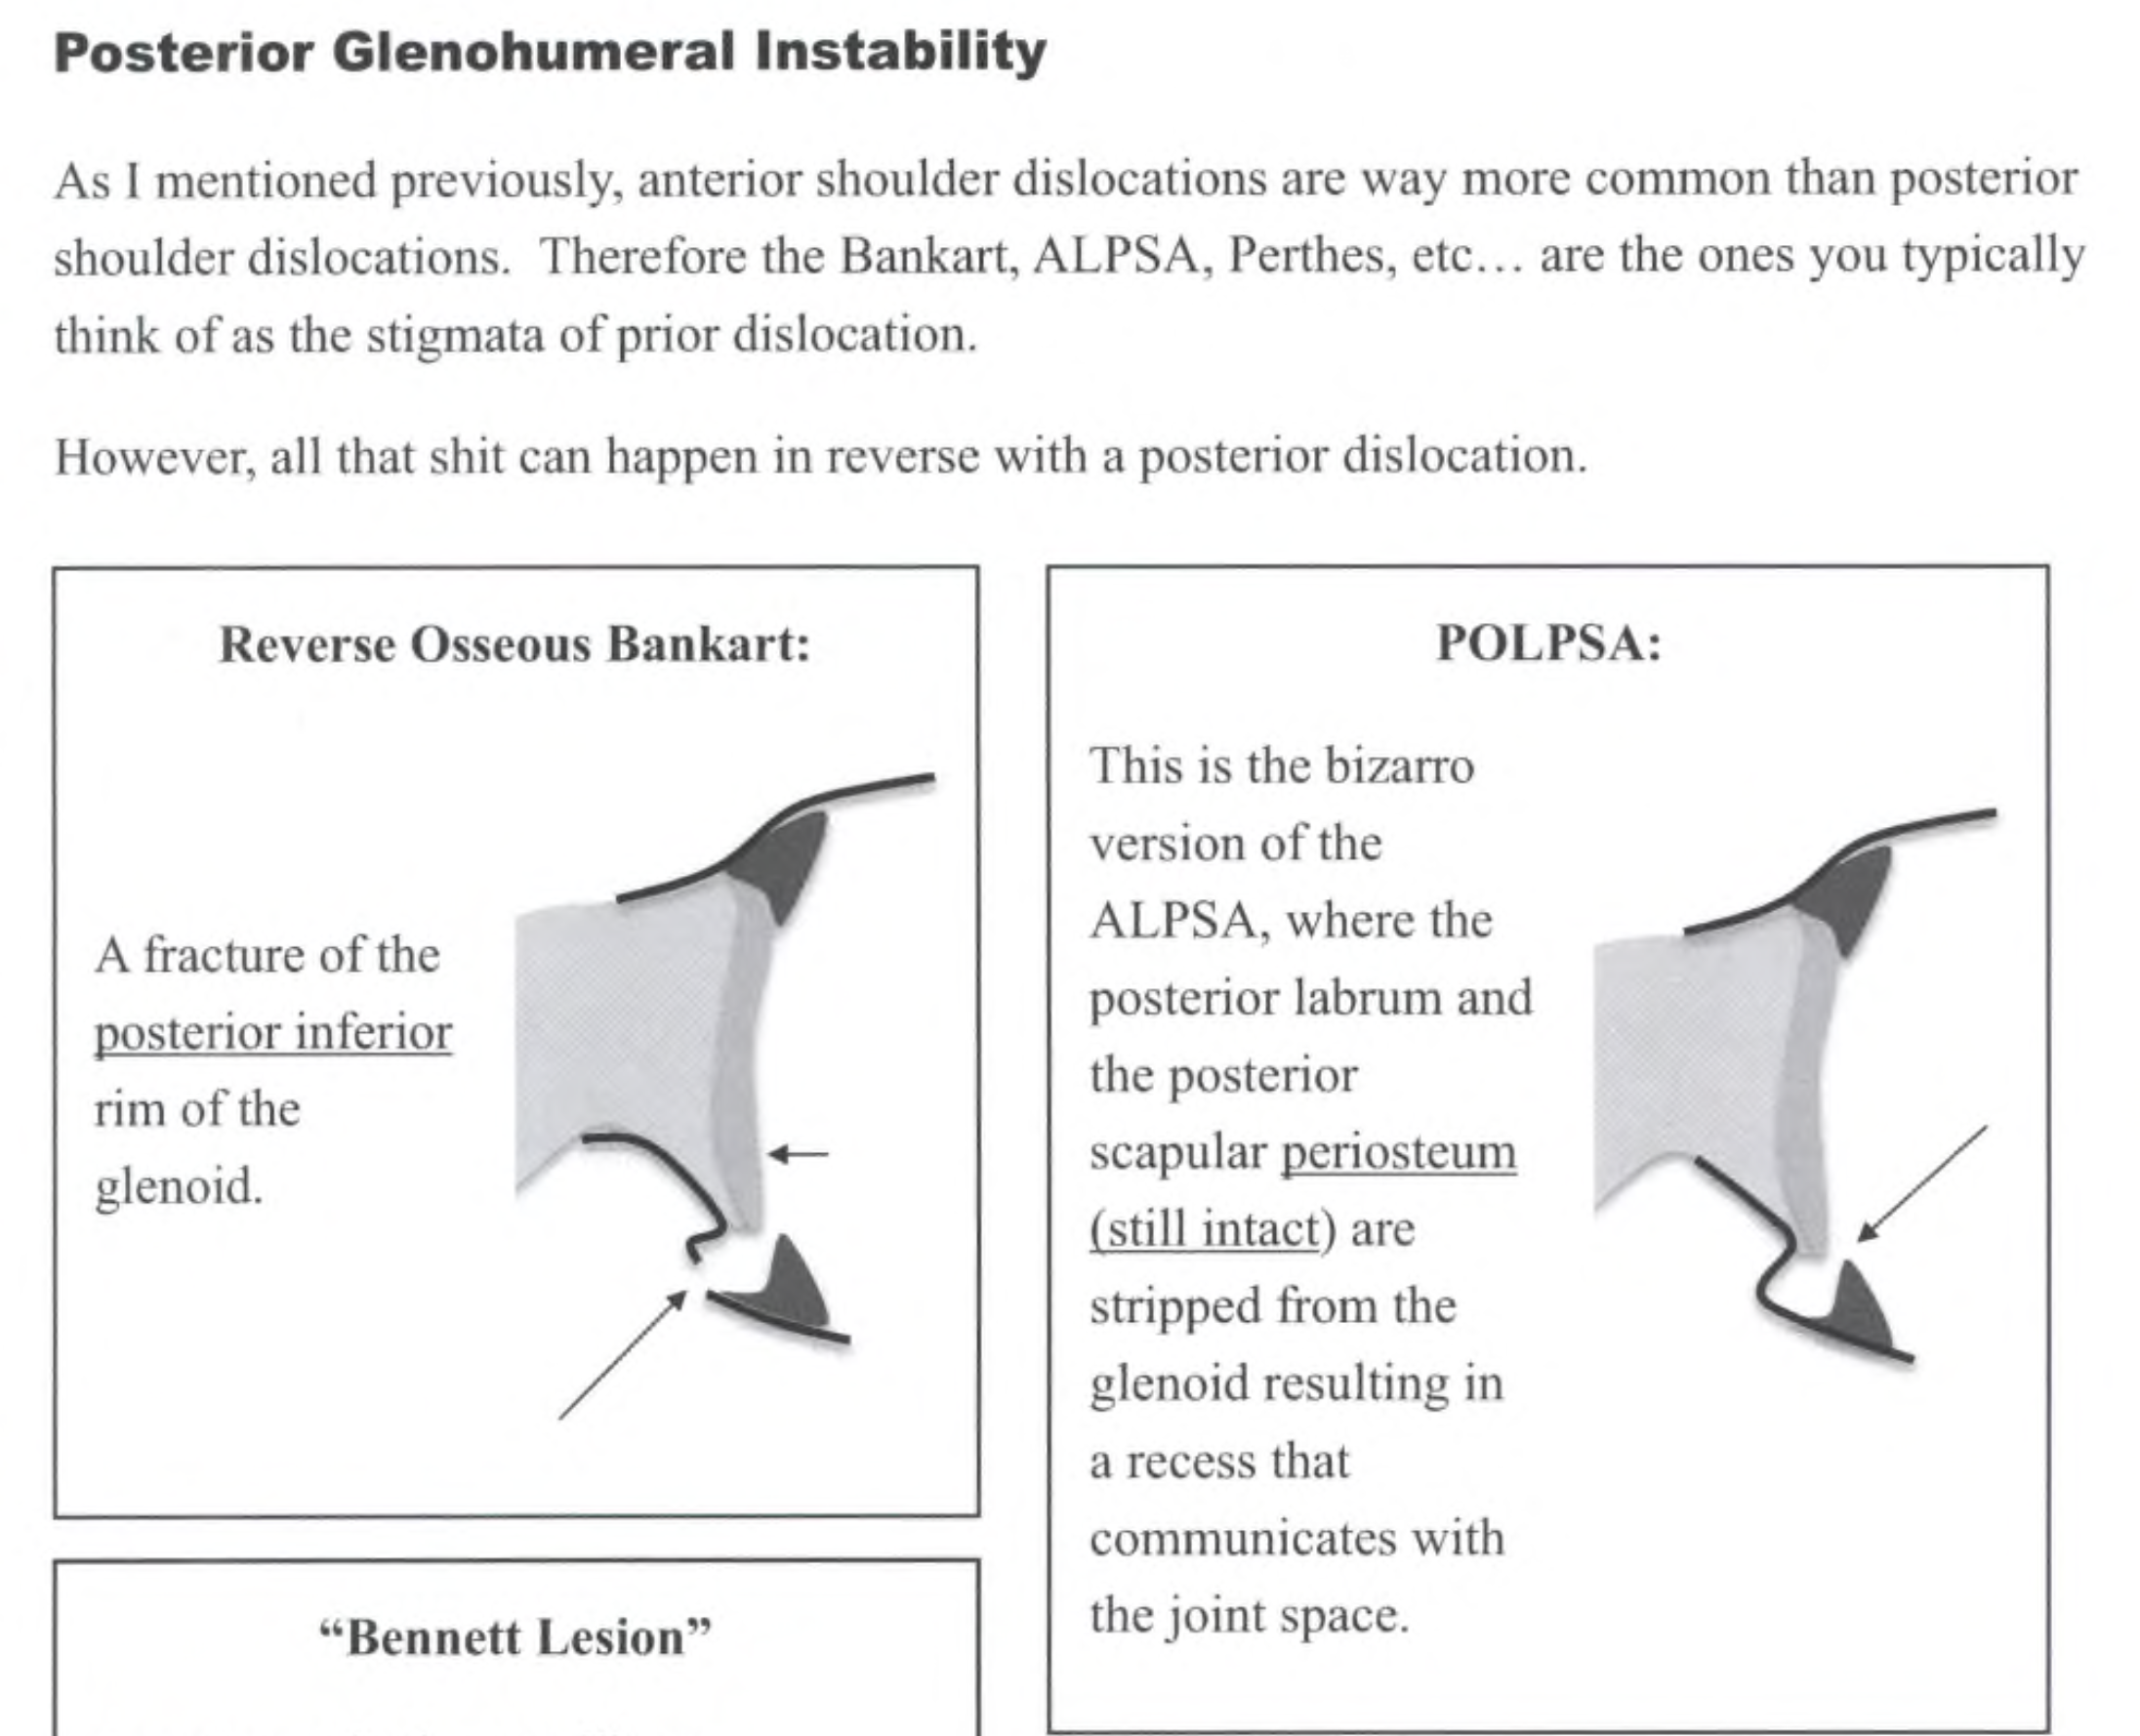 Posterior Glenohumeral Instability
As I mentioned previously, anterior shoulder dislocations are way more common than posterior
shoulder dislocations.  Therefore the Bankart, ALPSA, Perthes, etc… are the ones you typically
think of as the stigmata of prior dislocation.
However, all that shit can happen in reverse with a posterior dislocation.
Reverse Osseous Bankart:
A fracture of the
posterior inferior
rim of the
glenoid.
POLPSA:
This is the bizarro
version of the
ALPSA, where the
posterior labrum and
the posterior
scapular periosteum
(still intact) are
stripped from the
glenoid resulting in
a recess that
communicates with
the joint space.
“Bennett Lesion”